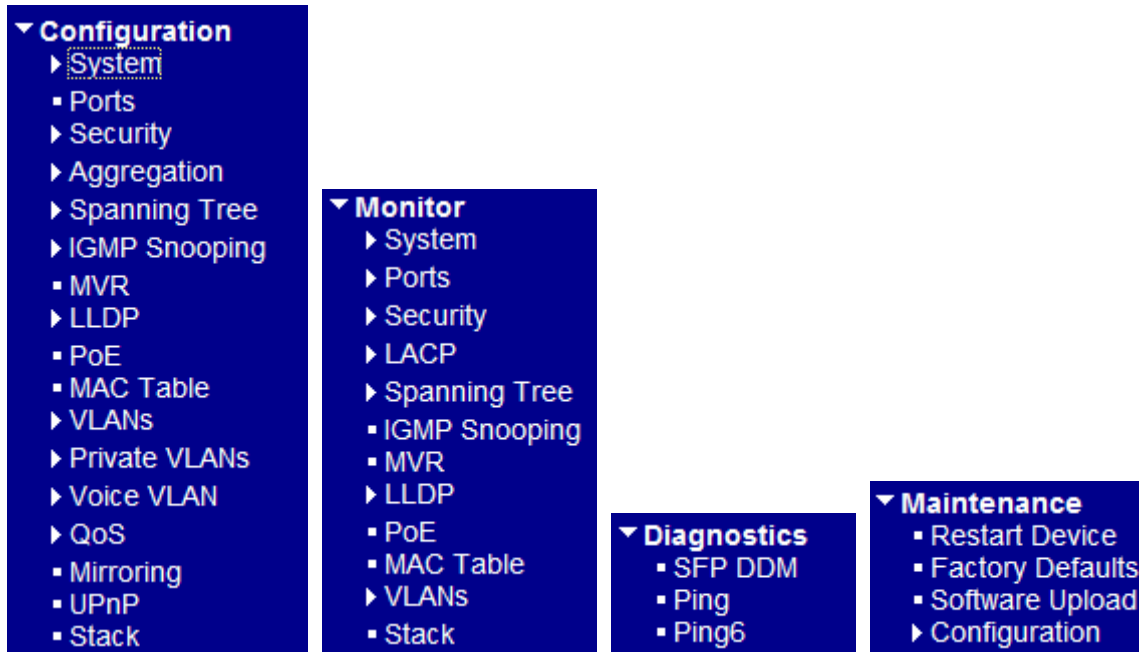 Configuration
System
Ports
Security
Aggregation
Spanning Tree
IGMP Snooping
MVR
LLDP
PoE
MAC Table
VLANs
Private VLANs
Voice VLAN
QoS
Mirroring
UPnP
Stack
Monitor
System
Ports
Security
LACP
Spanning Tree
IGMP Snooping
MVR
LLDP
PoE
MAC Table
VLANs
Stack
Diagnostics
SFP DDM
Ping
Ping6
Maintenance
Restart Device
Factory Defaults
Software Upload
Configuration